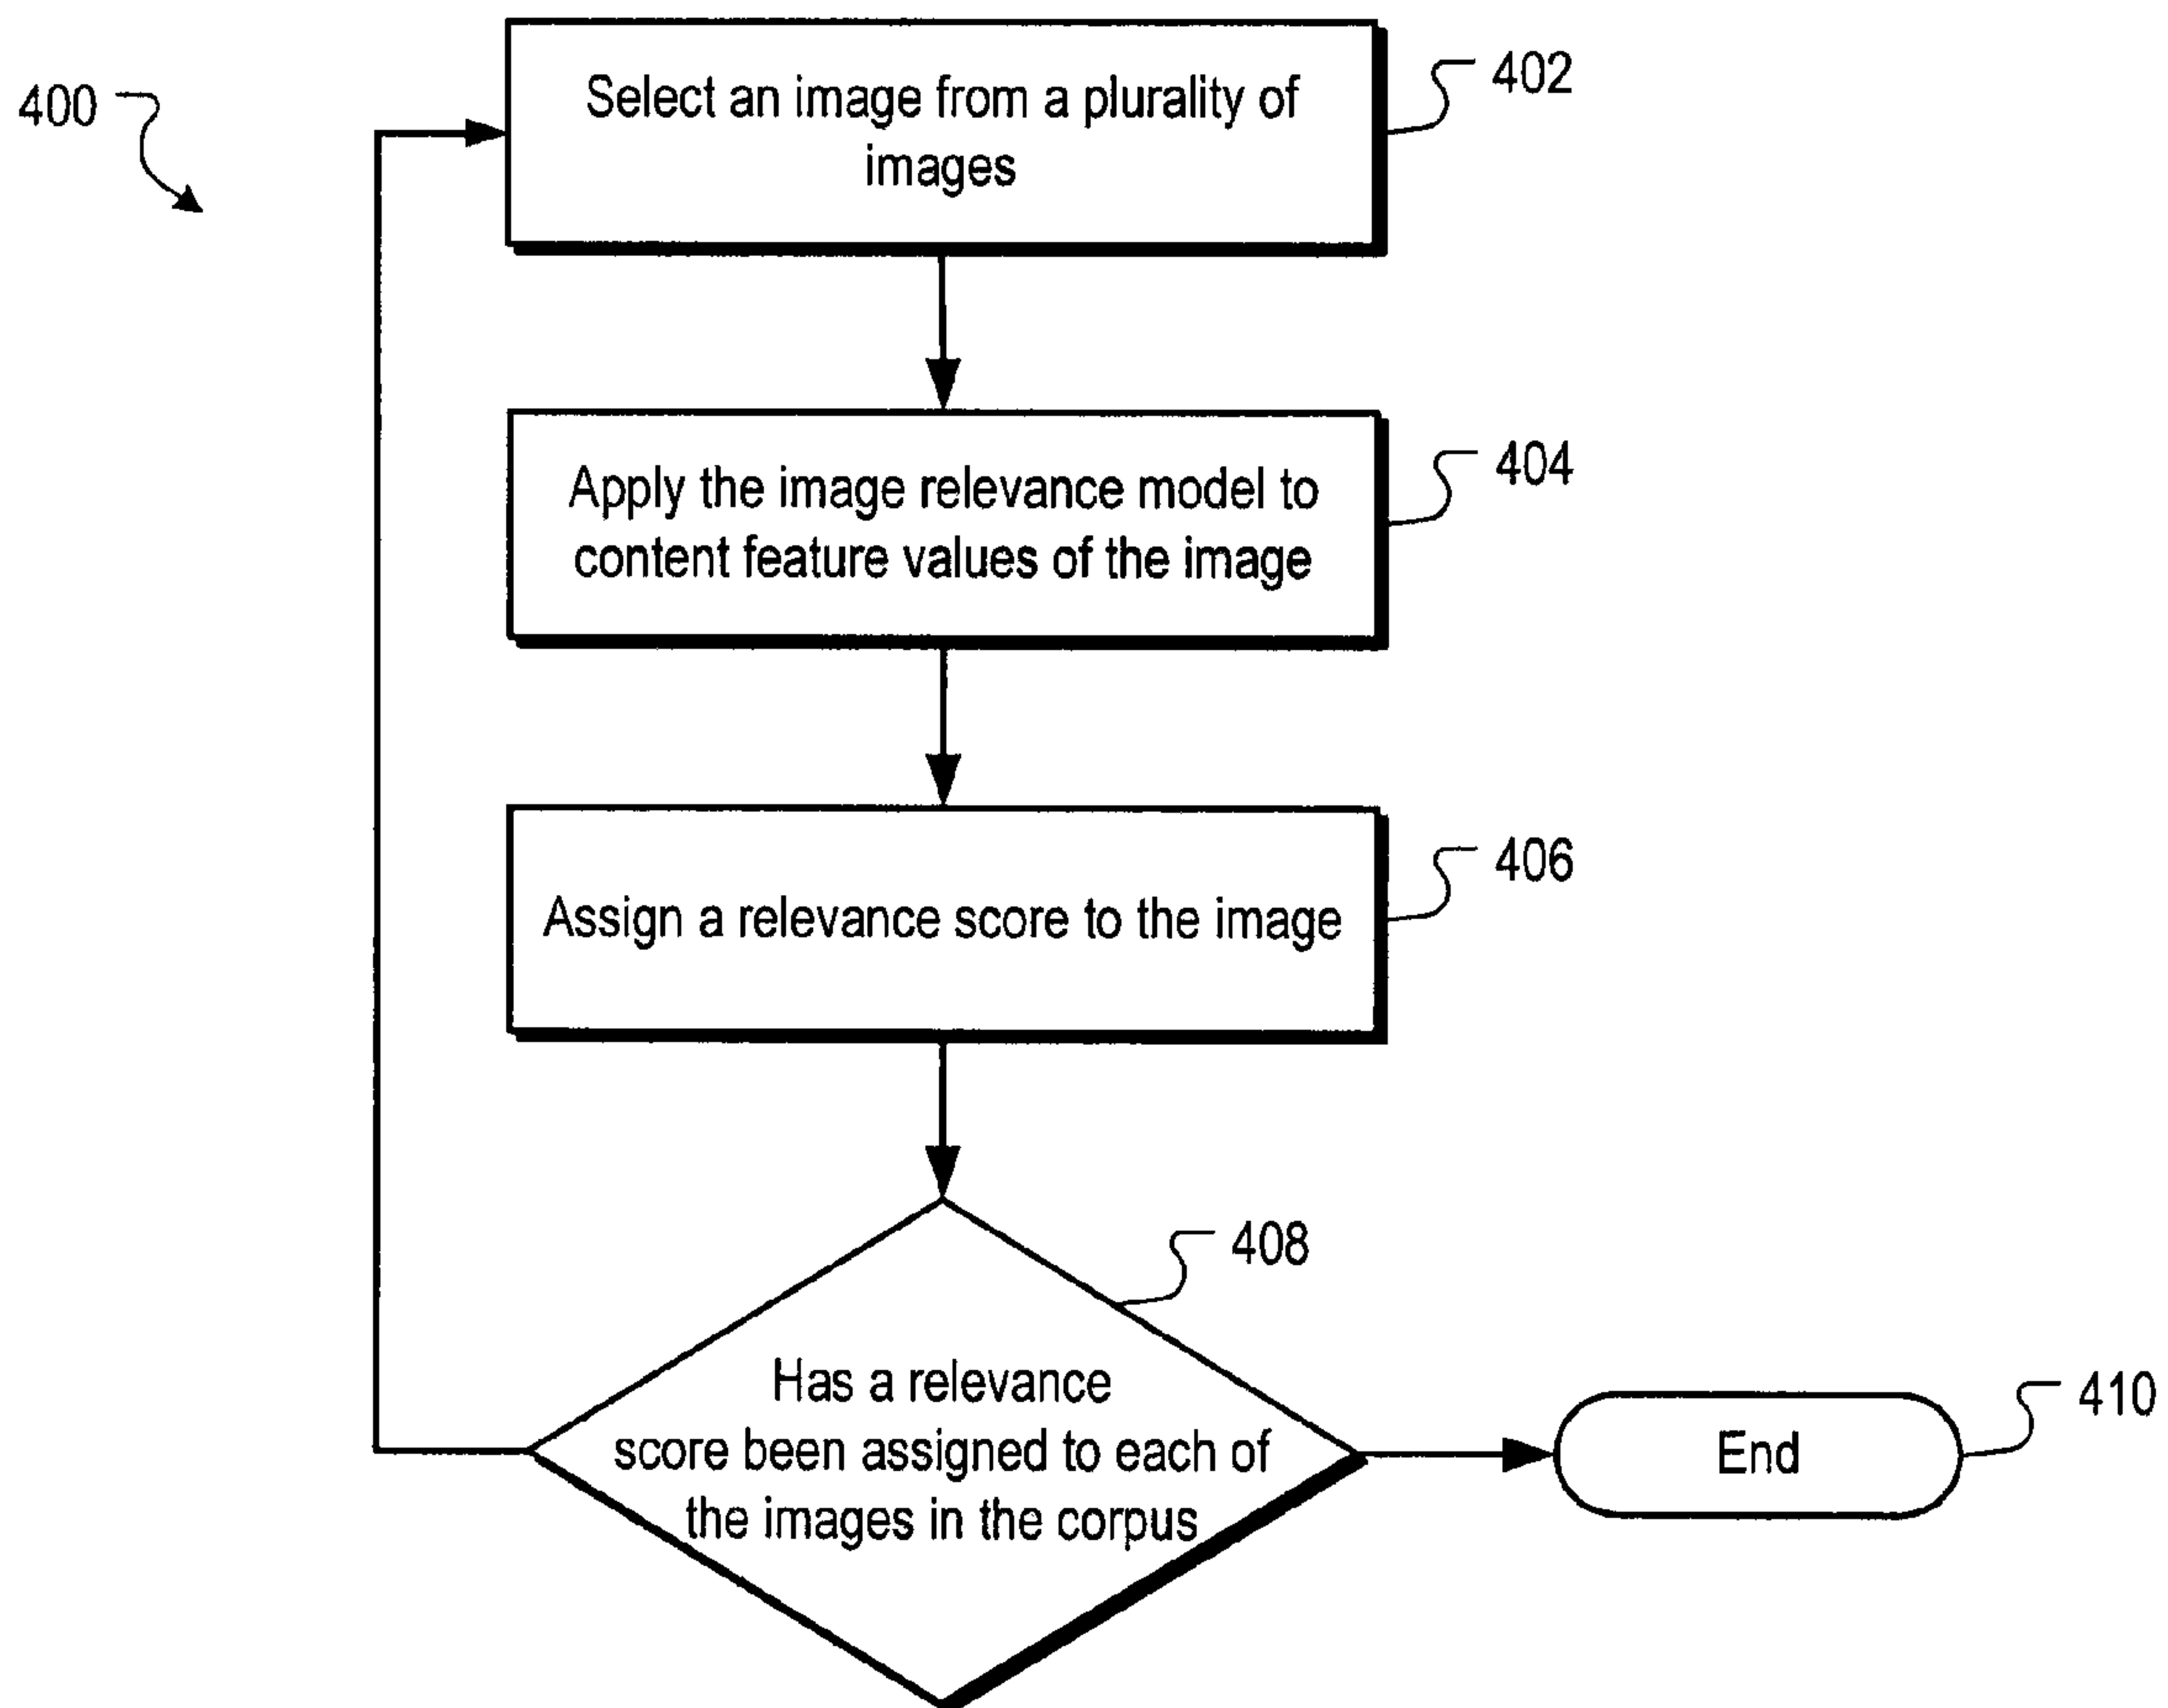 400
Select an image from a plurality of
images
402
Apply the image relevance model to
content feature values of the image
404
Assign a relevance score to the image
406
408
Has a relevance
score been assigned to each of
the images in the corpus
End
410